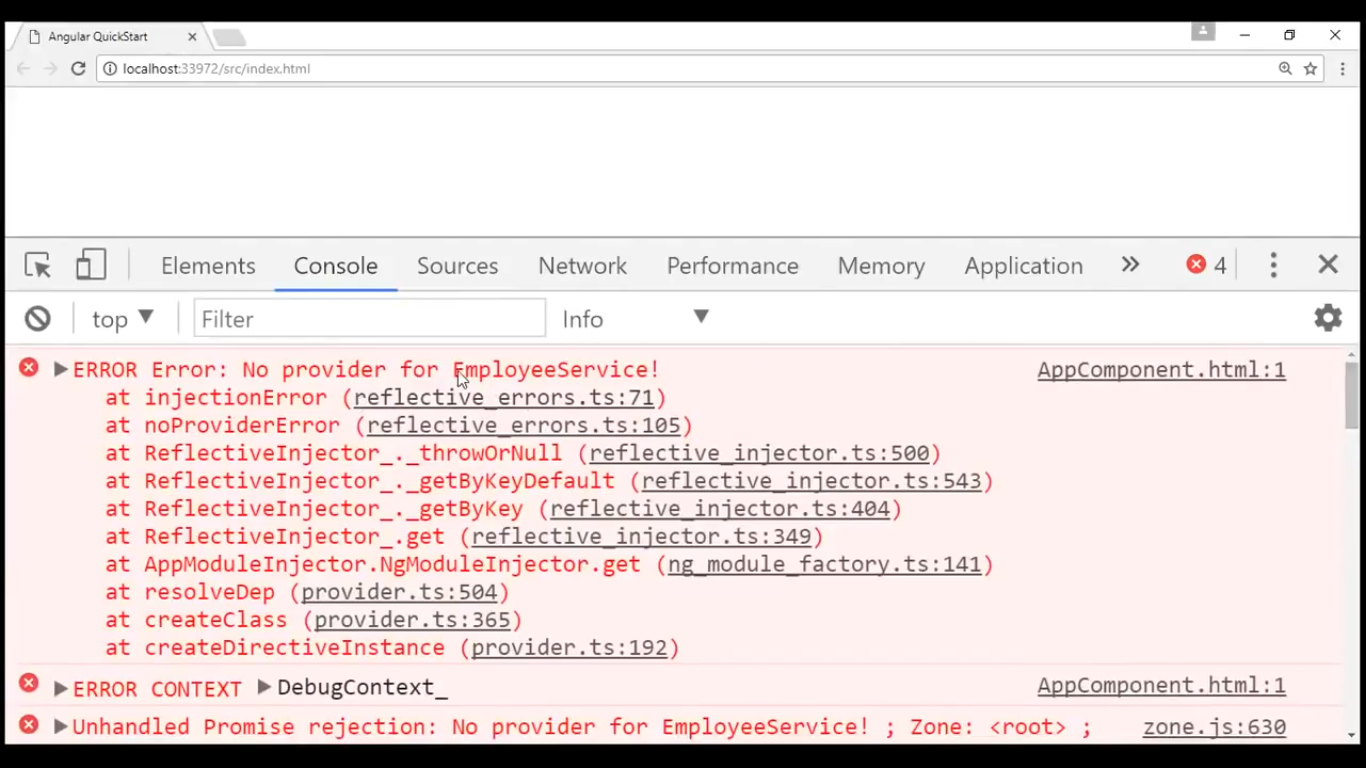 Angular QuickStart
localhost:33972/src/index.html
Elements Console Sources Network Performance Memory Application 4
top Filter Info
ERROR Error: No provider for EmployeeService! AppComponent.html:1
at injectionError (reflective_errors.ts:71)
at noProviderError (reflective_errors.ts:105)
at ReflectiveInjector_._throwOrNull (reflective_injector.ts:500)
at ReflectiveInjector_._getByKeyDefault (reflective_injector.ts:543)
at ReflectiveInjector_._getByKey (reflective_injector.ts:404)
at ReflectiveInjector_.get (reflective_injector.ts:349)
at AppModuleInjector.NgModuleInjector.get (ng_module_factory.ts:141)
at resolveDep (provider.ts:504)
at createClass (provider.ts:365)
at createDirectiveInstance (provider.ts:192)
ERROR CONTEXT DebugContext_ AppComponent.html:1
Unhandled Promise rejection: No provider for EmployeeService! ; Zone: <root> ; zone.js:630